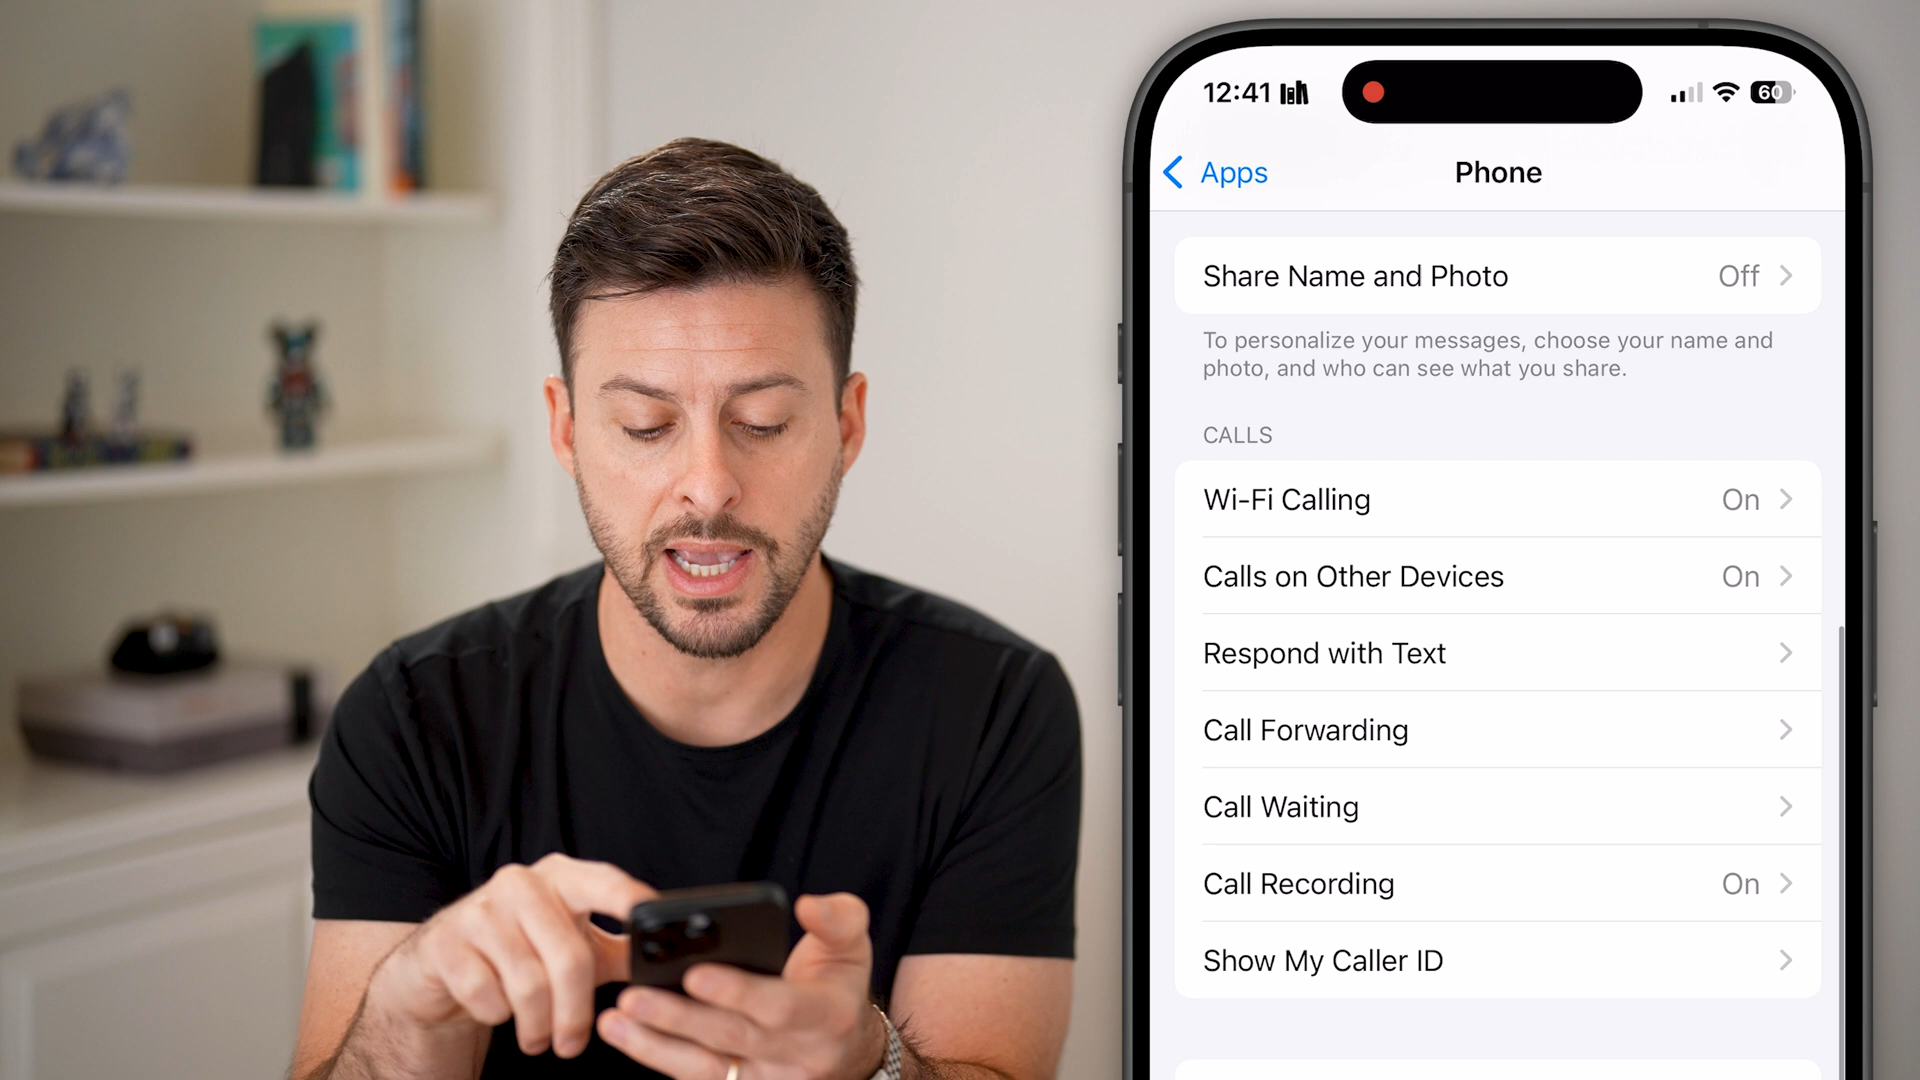 12:41
60
Apps
Phone
Share Name and Photo
Off
To personalize your messages, choose your name and
photo, and who can see what you share.
CALLS
Wi-Fi Calling
On
Calls on Other Devices
On
Respond with Text
Call Forwarding
Call Waiting
Call Recording
On
Show My Caller ID